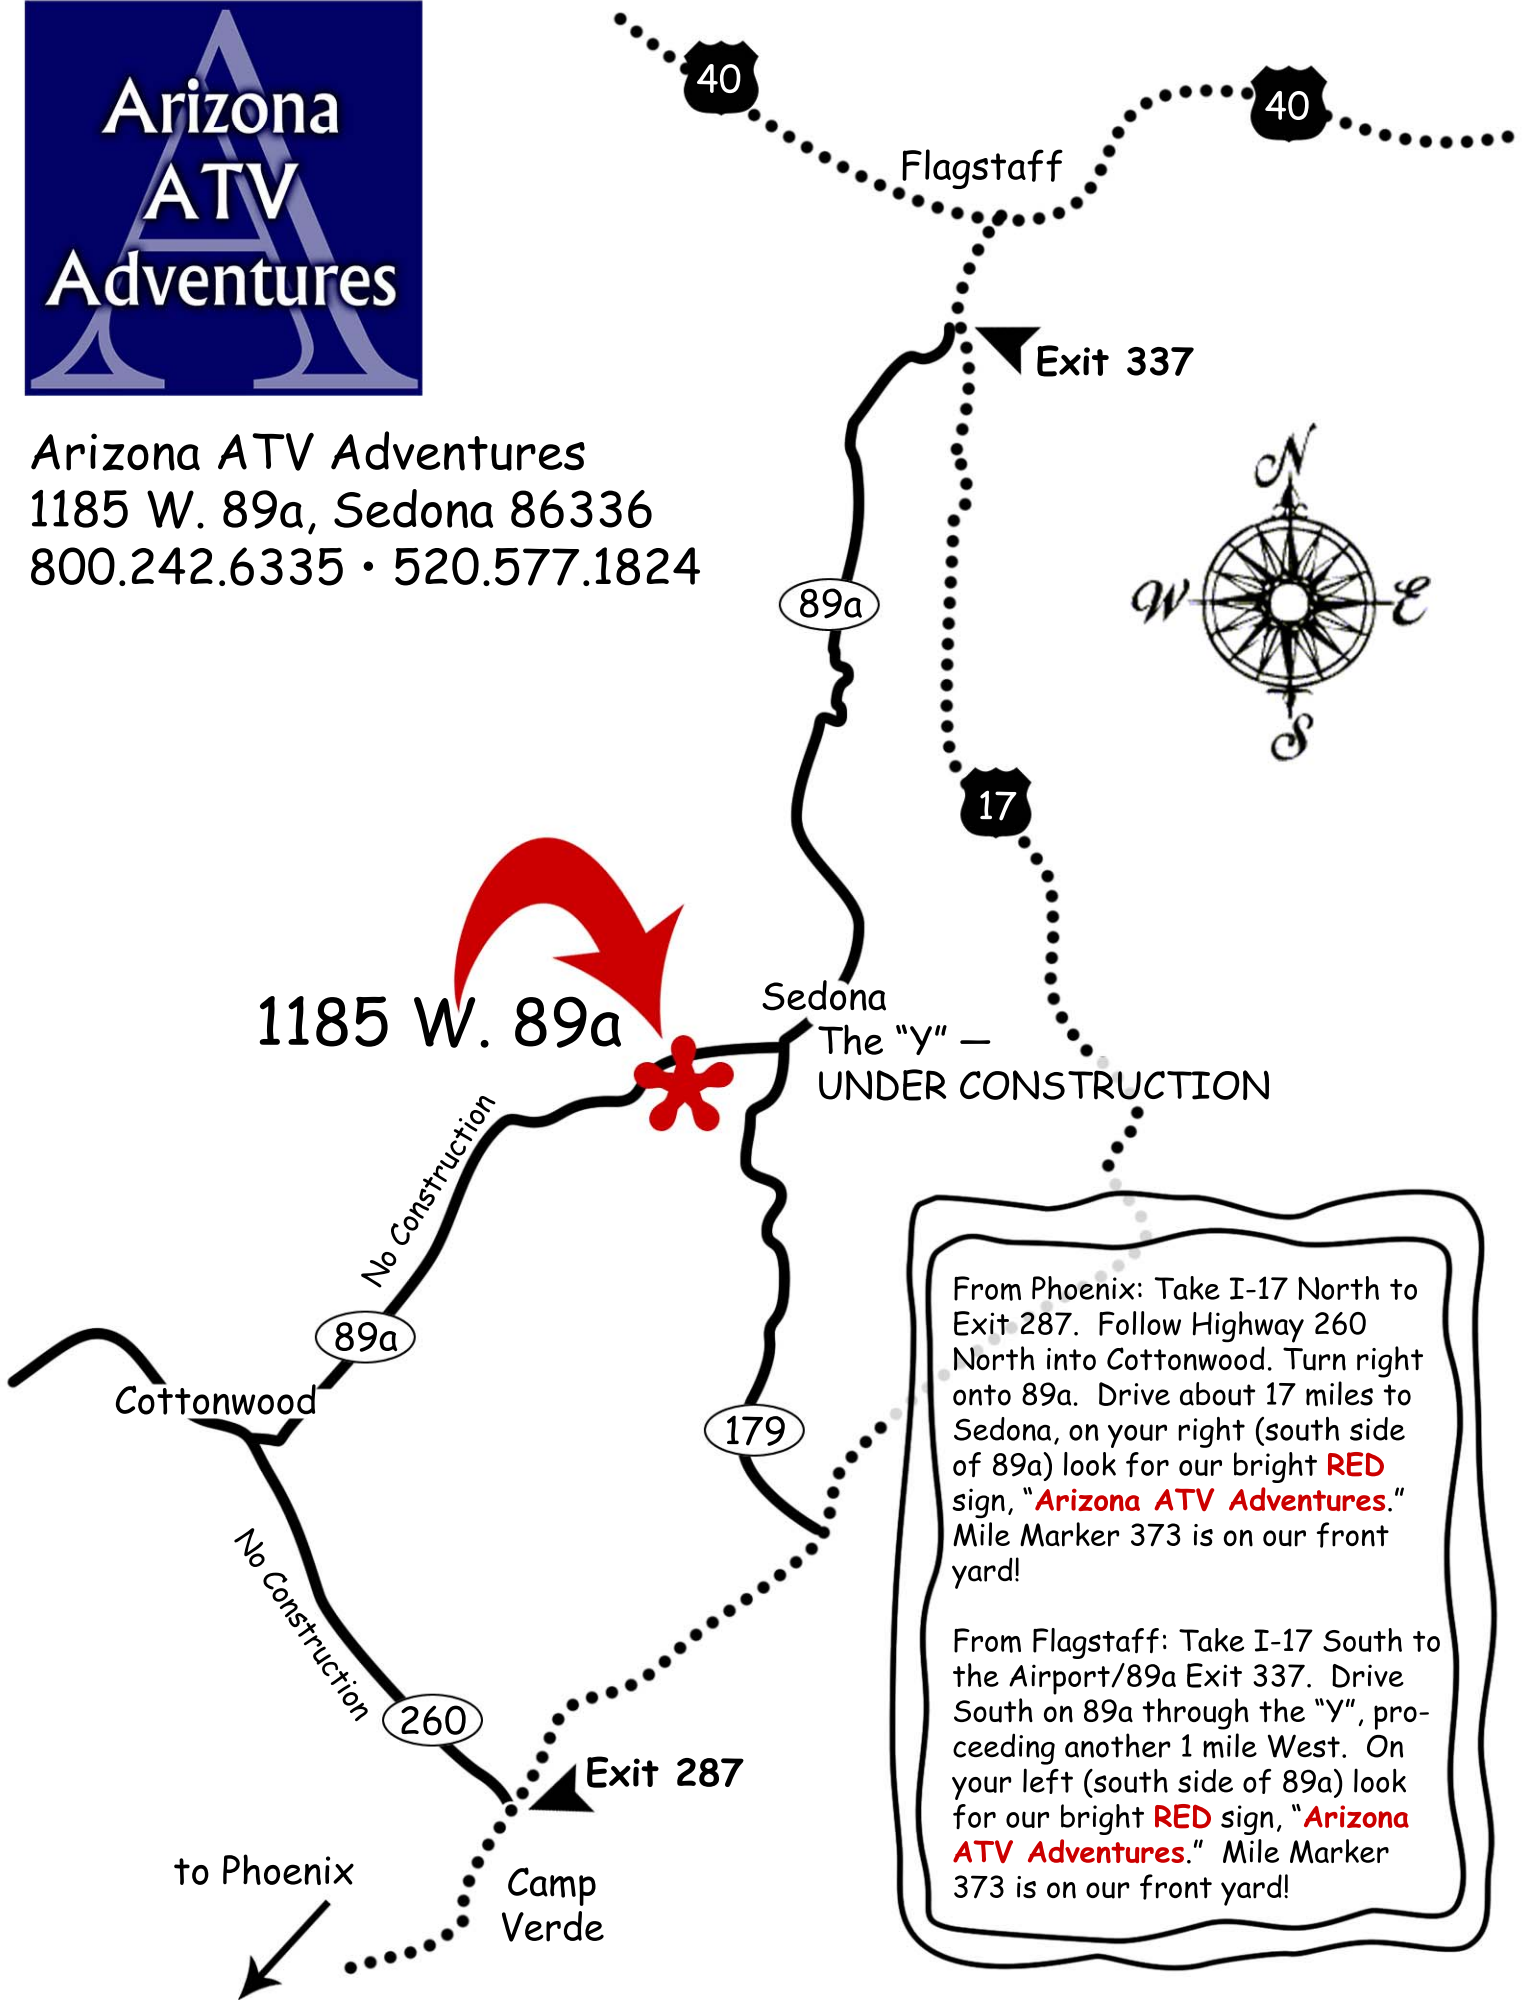 Arizona
ATV
Adventures
Arizona ATV Adventures
1185 W. 89a, Sedona 86336
800.242.6335 • 520.577.1824
40
40
Flagstaff
Exit 337
N
W
E
S
89a
17
1185 W. 89a
Sedona
The “Y” —
UNDER CONSTRUCTION
No Construction
89a
Cottonwood
179
No Construction
260
Exit 287
to Phoenix
Camp
Verde
From Phoenix: Take I-17 North to
Exit 287.  Follow Highway 260
North into Cottonwood. Turn right
onto 89a.  Drive about 17 miles to
Sedona, on your right (south side
of 89a) look for our bright RED
sign, “Arizona ATV Adventures.”
Mile Marker 373 is on our front
yard!
From Flagstaff: Take I-17 South to
the Airport/89a Exit 337.  Drive
South on 89a through the “Y”, pro-
ceeding another 1 mile West.  On
your left (south side of 89a) look
for our bright RED sign, “Arizona
ATV Adventures.”  Mile Marker
373 is on our front yard!